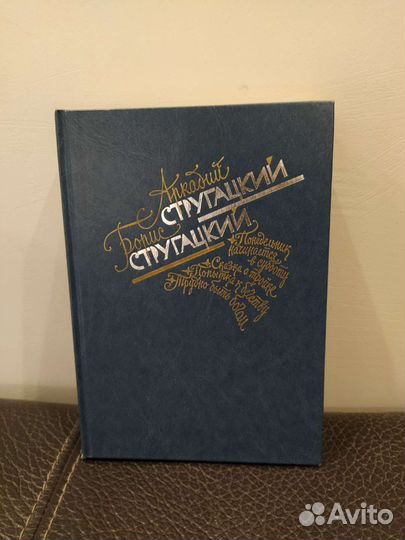 Аркадий
СТРУГАЦКИЙ
Борис
СТРУГАЦКИЙ
Понедельник
начинается
в субботу
Сказка о тройке
Попытка к бегству
Трудно быть богом
Avito